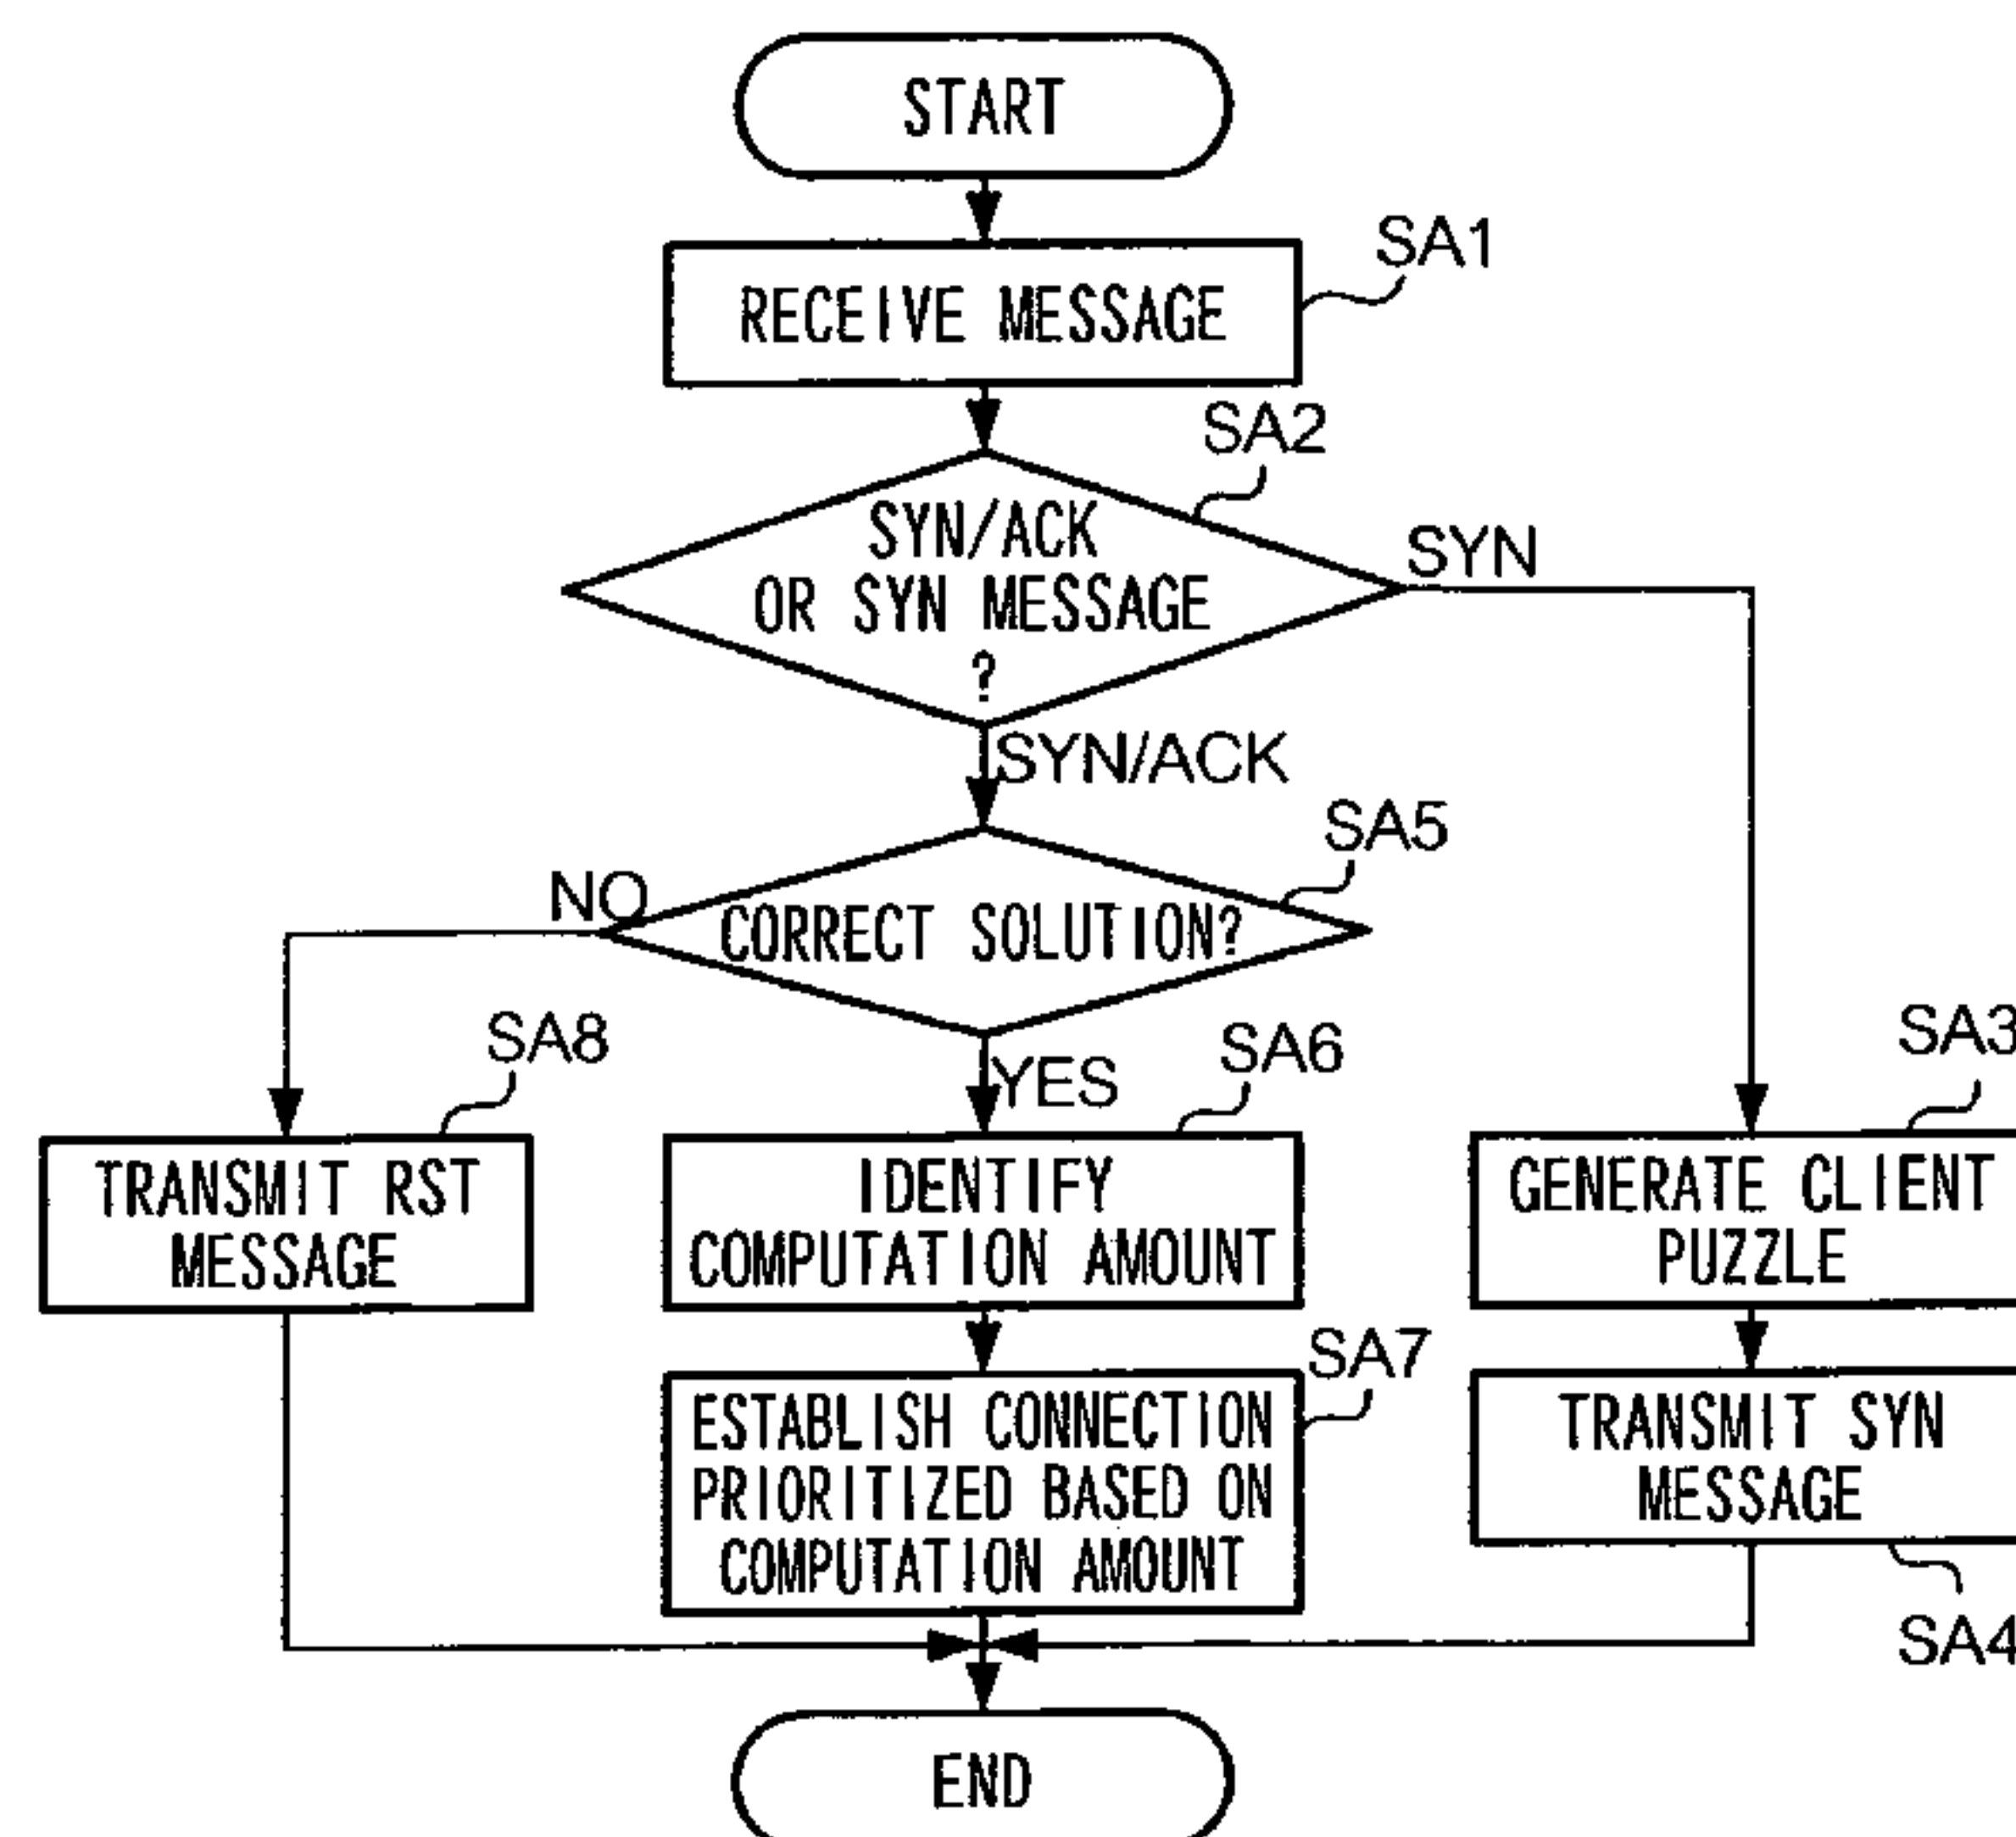 START
SA1
RECEIVE MESSAGE
SA2
SYN/ACK
OR SYN MESSAGE
?
SYN
SYN/ACK
SA5
NO
CORRECT SOLUTION?
SA8
YES
SA6
SA3
TRANSMIT RST
MESSAGE
IDENTIFY
COMPUTATION AMOUNT
GENERATE CLIENT
PUZZLE
SA7
ESTABLISH CONNECTION
PRIORITIZED BASED ON
COMPUTATION AMOUNT
TRANSMIT SYN
MESSAGE
SA4
END